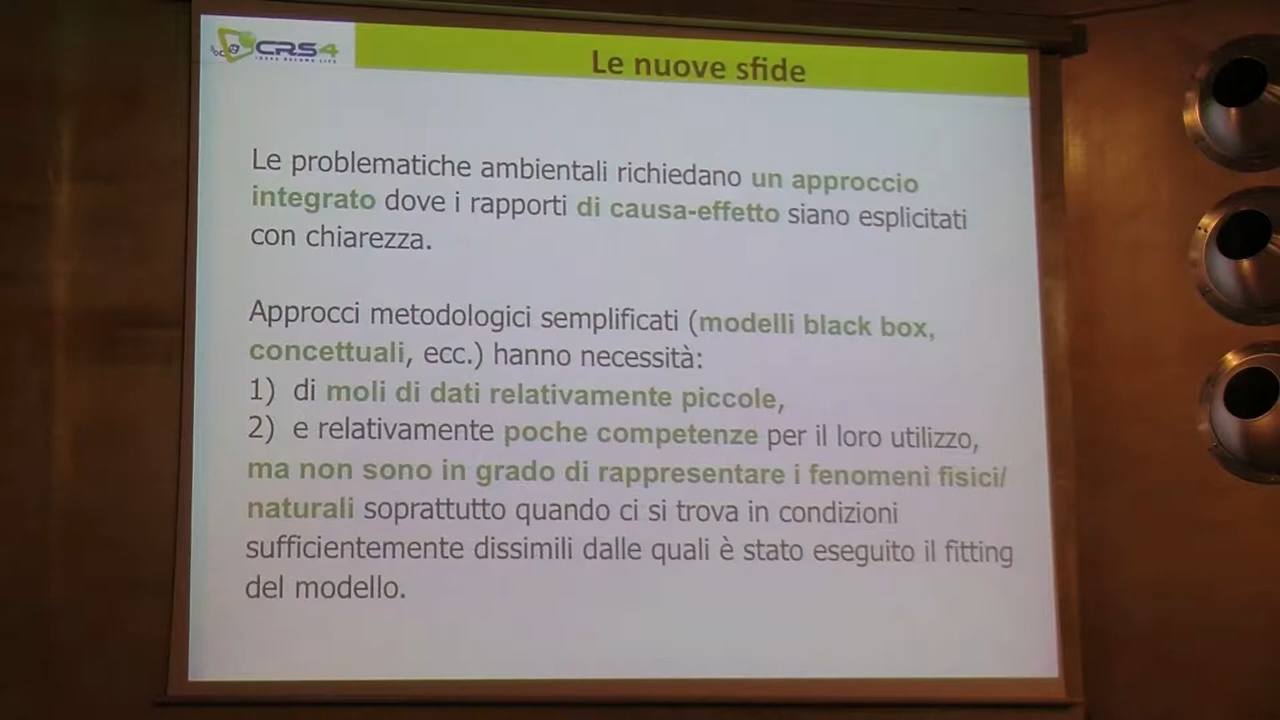 CRS4
Le nuove sfide
Le problematiche ambientali richiedano un approccio
integrato dove i rapporti di causa-effetto siano esplicitati
con chiarezza.
Approcci metodologici semplificati (modelli black box,
concettuali, ecc.) hanno necessità:
1) di moli di dati relativamente piccole,
2) e relativamente poche competenze per il loro utilizzo,
ma non sono in grado di rappresentare i fenomeni fisici/
naturali soprattutto quando ci si trova in condizioni
sufficientemente dissimili dalle quali è stato eseguito il fitting
del modello.